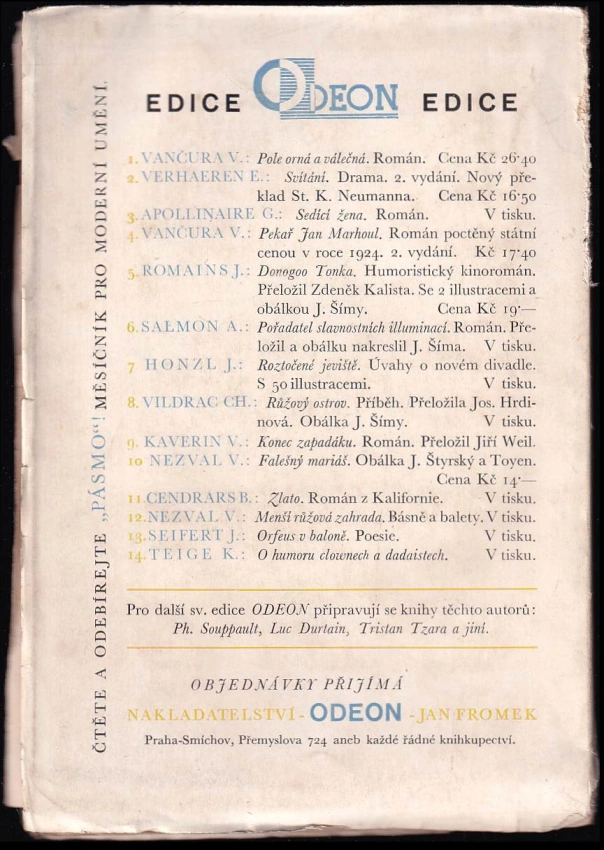 EDICE ODEON EDICE
1. VANČURA V.: Pole orná a válečná. Román. Cena Kč 26·40
2. VERHAEREN E.: Svítání. Drama. 2. vydání. Nový pře-
klad St. K. Neumanna. Cena Kč 16·50
3. APOLLINAIRE G.: Sedící žena. Román. V tisku.
4. VANČURA V.: Pekař Jan Marhoul. Román poctěný státní
cenou v roce 1924. 2. vydání. Kč 17·40
5. ROMAINS J.: Donogoo Tonka. Humoristický kinoromán.
Přeložil Zdeněk Kalista. Se 2 illustracemi a
obálkou J. Šímy. Cena Kč 19·—
6. SALMON A.: Pořadatel slavnostních illuminací. Román. Pře-
ložil a obálku nakreslil J. Šíma. V tisku.
7 HONZL J.: Roztočené jeviště. Úvahy o novém divadle.
S 50 illustracemi. V tisku.
8. VILDRAC CH.: Růžový ostrov. Příběh. Přeložila Jos. Hrdi-
nová. Obálka J. Šímy. V tisku.
9. KAVERIN V.: Konec zapadáku. Román. Přeložil Jiří Weil.
10 NEZVAL V.: Falešný mariáš. Obálka J. Štyrský a Toyen.
Cena Kč 14·—
11. CENDRARS B.: Zlato. Román z Kalifornie. V tisku.
12. NEZVAL V.: Menší růžová zahrada. Básně a balety. V tisku.
13. SEIFERT J.: Orfeus v baloně. Poesie. V tisku.
14. TEIGE K.: O humoru clownech a dadaistech. V tisku.
Pro další sv. edice ODEON připravují se knihy těchto autorů:
Ph. Souppault, Luc Durtain, Tristan Tzara a jiní.
OBJEDNÁVKY PŘIJÍMÁ
NAKLADATELSTVÍ - ODEON - JAN FROMEK
Praha-Smíchov, Přemyslova 724 aneb každé řádné knihkupectví.
ČTĚTE A ODEBÍREJTE „PÁSMO“! MĚSÍČNÍK PRO MODERNÍ UMĚNÍ.